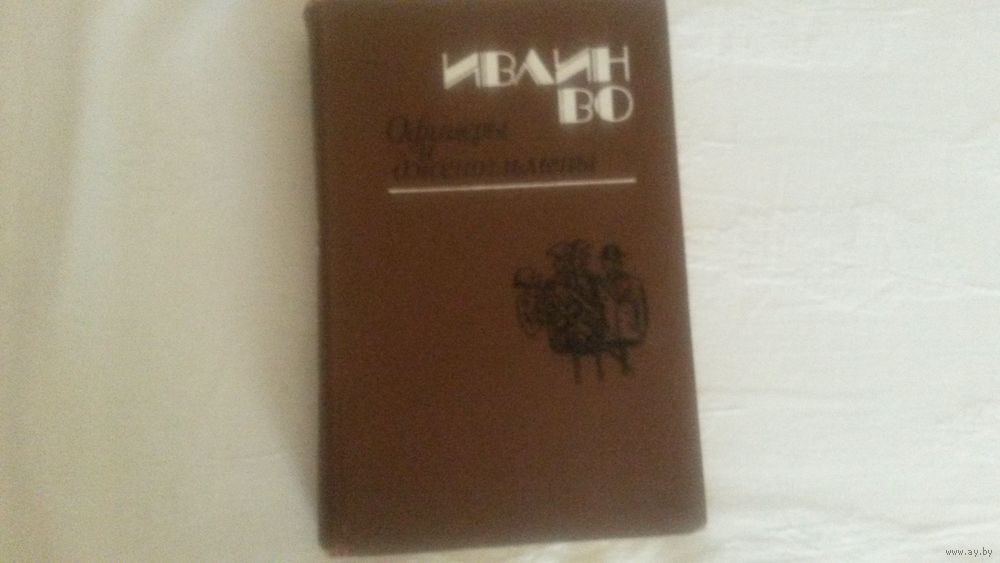 ИВЛИН
ВО
Офицеры
и
джентльмены
www.ay.by